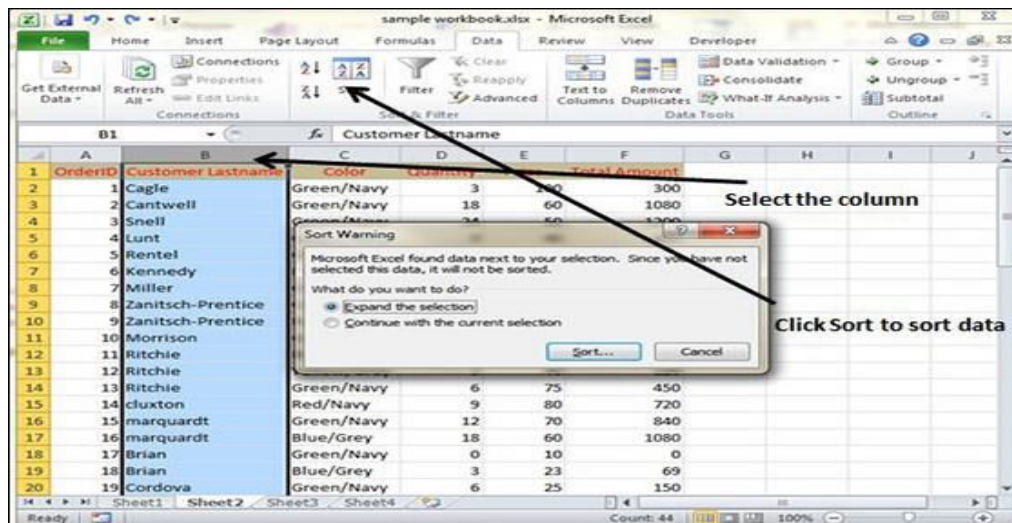 sample workbook.xlsx - Microsoft Excel
File Home Insert Page Layout Formulas Data Review View Developer
Get External Data
Refresh All
Connections
Properties
Edit Links
Connections
Filter
Clear
Reapply
Advanced
Sort & Filter
Text to Columns
Remove Duplicates
Data Validation
Consolidate
What-If Analysis
Data Tools
Group
Ungroup
Subtotal
Outline
B1 fx Customer Lastname
A B C D E F G H I J
1 OrderID Customer Lastname Color Quantity Total Amount
2 1 Cagle Green/Navy 3 100 300
3 2 Cantwell Green/Navy 18 60 1080
4 3 Snell Green/Navy 24 50 1200
5 4 Lunt
6 5 Rentel
7 6 Kennedy
8 7 Miller
9 8 Zanitsch-Prentice
10 9 Zanitsch-Prentice
11 10 Morrison
12 11 Ritchie
13 12 Ritchie
14 13 Ritchie Green/Navy 6 75 450
15 14 cluxton Red/Navy 9 80 720
16 15 marquardt Green/Navy 12 70 840
17 16 marquardt Blue/Grey 18 60 1080
18 17 Brian Green/Navy 0 10 0
19 18 Brian Blue/Grey 3 23 69
20 19 Cordova Green/Navy 6 25 150
Select the column
Sort Warning
Microsoft Excel found data next to your selection. Since you have not
selected this data, it will not be sorted.
What do you want to do?
Expand the selection
Continue with the current selection
Sort... Cancel
Click Sort to sort data
Sheet1 Sheet2 Sheet3 Sheet4
Ready Count: 44 100%